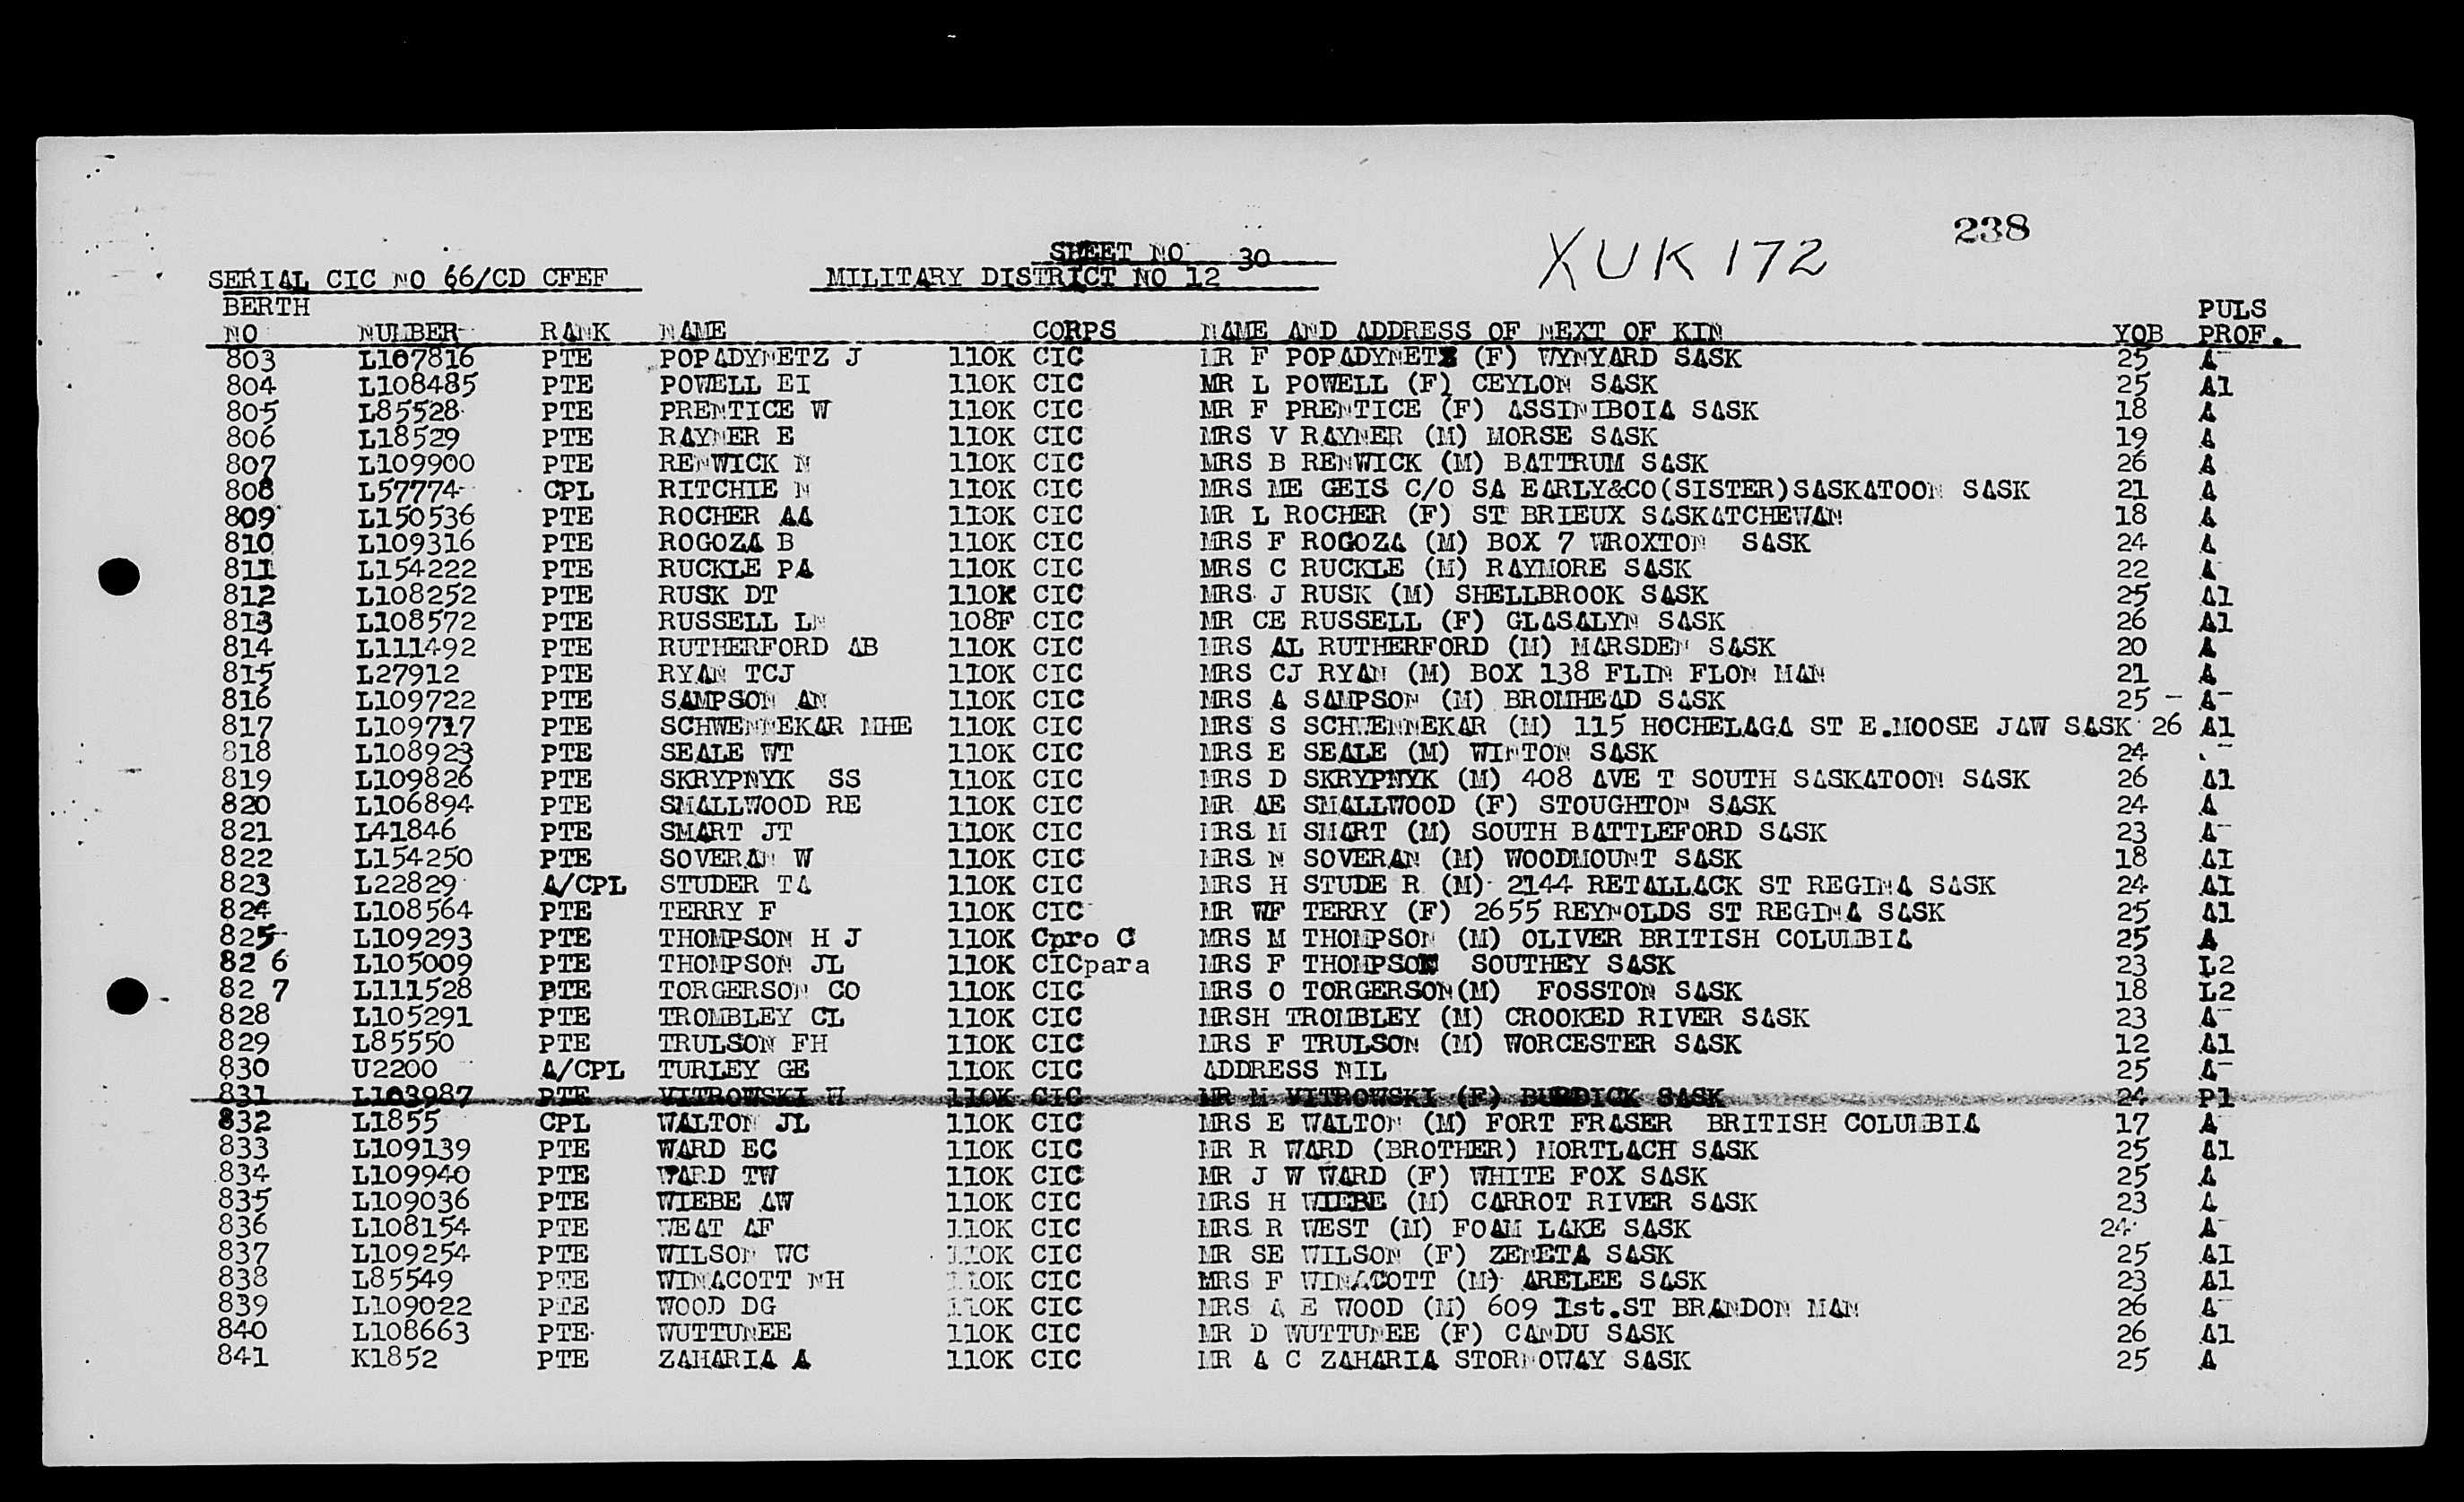 238
SHEET NO 30
XUK172
SERIAL CIC NO 66/CD CFEF MILITARY DISTRICT NO 12
BERTH PULS
NO NUMBER RANK NAME CORPS NAME AND ADDRESS OF NEXT OF KIN YOB PROF.
803 L107816 PTE POPADYNETZ J 110K CIC MR F POPADYNETZ (F) WYNYARD SASK 25 A-
804 L108485 PTE POWELL EI 110K CIC MR L POWELL (F) CEYLON SASK 25 A1
805 L85528 PTE PRENTICE W 110K CIC MR F PRENTICE (F) ASSINIBOIA SASK 18 A
806 L18529 PTE RAYNER E 110K CIC MRS V RAYNER (M) MORSE SASK 19 A
807 L109900 PTE RENWICK N 110K CIC MRS B RENWICK (M) BATTRUM SASK 26 A
808 L57774 CPL RITCHIE N 110K CIC MRS ME GEIS C/O SA EARLY&CO(SISTER)SASKATOON SASK 21 A
809 L150536 PTE ROCHER AA 110K CIC MR L ROCHER (F) ST BRIEUX SASKATCHEWAN 18 A
810 L109316 PTE ROGOZA B 110K CIC MRS F ROGOZA (M) BOX 7 WROXTON SASK 24 A
811 L154222 PTE RUCKLE PA 110K CIC MRS C RUCKLE (M) RAYMORE SASK 22 A
812 L108252 PTE RUSK DT 110K CIC MRS J RUSK (M) SHELLBROOK SASK 25 A1
813 L108572 PTE RUSSELL LN 108F CIC MR CE RUSSELL (F) GLASALYN SASK 26 A1
814 L111492 PTE RUTHERFORD AB 110K CIC MRS AL RUTHERFORD (M) MARSDEN SASK 20 A
815 L27912 PTE RYAN TCJ 110K CIC MRS CJ RYAN (M) BOX 138 FLIN FLON MAN 21 A
816 L109722 PTE SAMPSON AN 110K CIC MRS A SAMPSON (M) BROMHEAD SASK 25 - A-
817 L109717 PTE SCHWENNEKAR MHE 110K CIC MRS S SCHWENNEKAR (M) 115 HOCHELAGA ST E.MOOSE JAW SASK 26 A1
818 L108923 PTE SEALE WT 110K CIC MRS E SEALE (M) WINTON SASK 24
819 L109826 PTE SKRYPNYK SS 110K CIC MRS D SKRYPNYK (M) 408 AVE T SOUTH SASKATOON SASK 26 A1
820 L106894 PTE SMALLWOOD RE 110K CIC MR AE SMALLWOOD (F) STOUGHTON SASK 24 A
821 L41846 PTE SMART JT 110K CIC MRS M SMART (M) SOUTH BATTLEFORD SASK 23 A-
822 L154250 PTE SOVERAN W 110K CIC MRS N SOVERAN (M) WOODMOUNT SASK 18 AI
823 L22829 A/CPL STUDER TA 110K CIC MRS H STUDE R (M) 2144 RETALLACK ST REGINA SASK 24 AI
824 L108564 PTE TERRY F 110K CIC MR WF TERRY (F) 2655 REYNOLDS ST REGINA SASK 25 A1
825 L109293 PTE THOMPSON H J 110K Cpro C MRS M THOMPSON (M) OLIVER BRITISH COLUMBIA 25 A
82 6 L105009 PTE THOMPSON JL 110K CICpara MRS F THOMPSON SOUTHEY SASK 23 L2
82 7 L111528 PTE TORGERSON CO 110K CIC MRS O TORGERSON(M) FOSSTON SASK 18 L2
828 L105291 PTE TROMBLEY CL 110K CIC MRSH TROMBLEY (M) CROOKED RIVER SASK 23 A-
829 L85550 PTE TRULSON FH 110K CIC MRS F TRULSON (M) WORCESTER SASK 12 A1
830 U2200 A/CPL TURLEY GE 110K CIC ADDRESS NIL 25 A-
831 L103987 PTE VITROWSKI H 110K CIC MR M VITROWSKI (F) BURDICK SASK 24 P1
832 L1855 CPL WALTON JL 110K CIC MRS E WALTON (M) FORT FRASER BRITISH COLUMBIA 17 A
833 L109139 PTE WARD EC 110K CIC MR R WARD (BROTHER) MORTLACH SASK 25 A1
834 L109940 PTE WARD TW 110K CIC MR J W WARD (F) WHITE FOX SASK 25 A
835 L109036 PTE WIEBE AW 110K CIC MRS H WIEBE (M) CARROT RIVER SASK 23 A
836 L108154 PTE WEAT AF 110K CIC MRS R WEST (M) FOAM LAKE SASK 24 A-
837 L109254 PTE WILSON WC 110K CIC MR SE WILSON (F) ZENETA SASK 25 AI
838 L85549 PTE WINACOTT NH 110K CIC MRS F WINACOTT (M) ARELEE SASK 23 A1
839 L109022 PTE WOOD DG 110K CIC MRS A E WOOD (M) 609 1st.ST BRANDON MAN 26 A-
840 L108663 PTE WUTTUNEE 110K CIC MR D WUTTUNEE (F) CANDU SASK 26 A1
841 K1852 PTE ZAHARIA A 110K CIC MR A C ZAHARIA STORNOWAY SASK 25 A